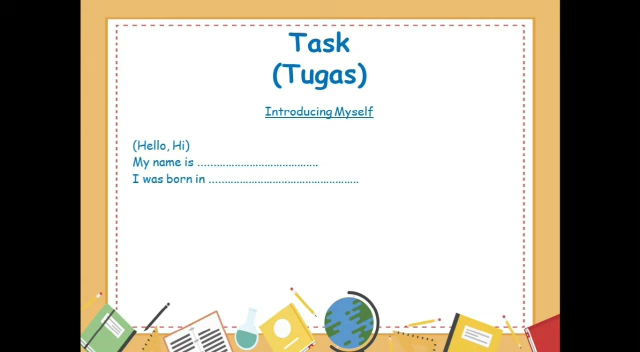 Task
(Tugas)
Introducing Myself
(Hello, Hi)
My name is ........................................
I was born in .................................................